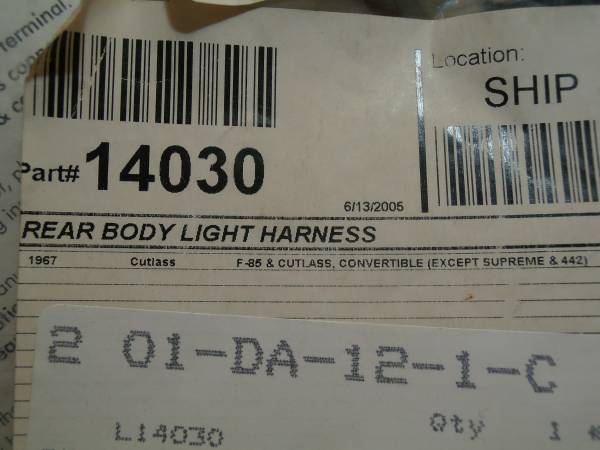 terminal.
Location:
SHIP
Part# 14030
6/13/2005
REAR BODY LIGHT HARNESS
1967 Cutlass F-85 & CUTLASS, CONVERTIBLE (EXCEPT SUPREME & 442)
2 01-DA-12-1-C
L14030 Qty 1